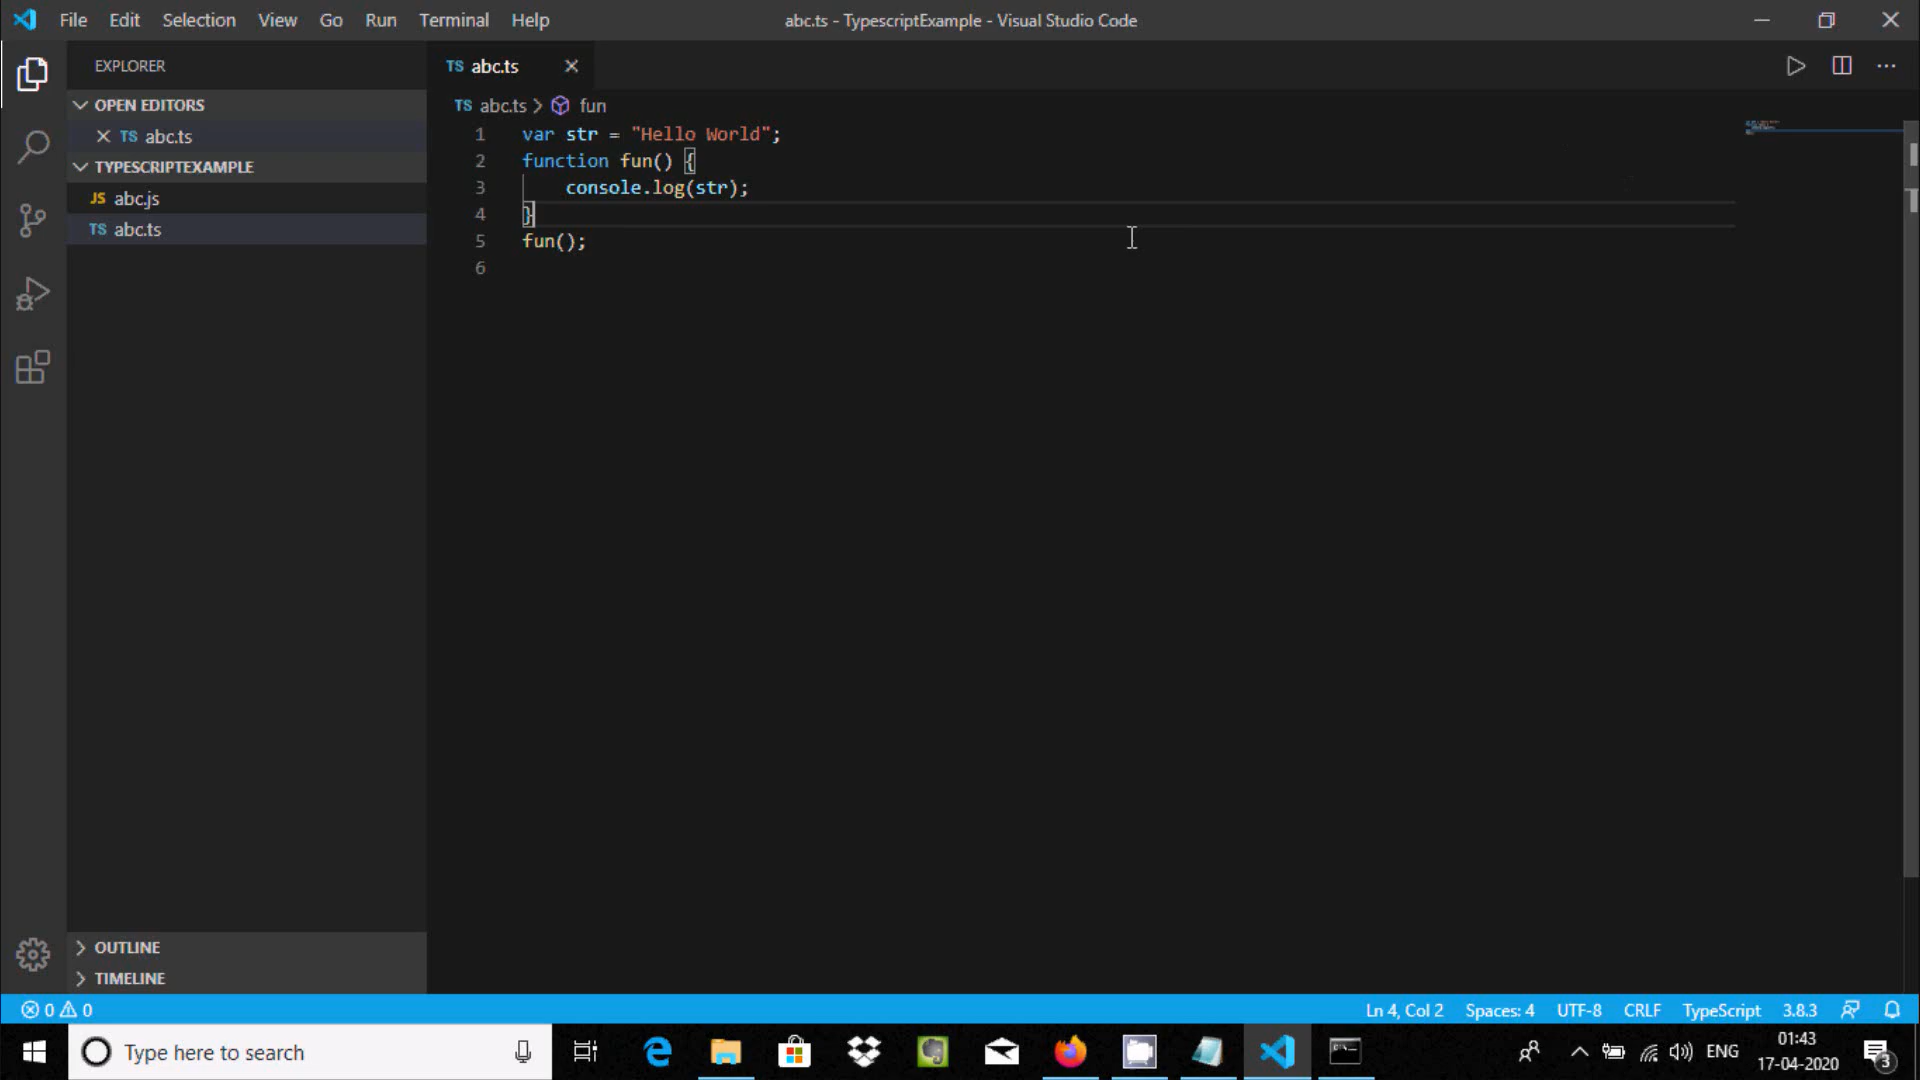 File Edit Selection View Go Run Terminal Help
abc.ts - TypescriptExample - Visual Studio Code
EXPLORER
OPEN EDITORS
TS abc.ts
TYPESCRIPTEXAMPLE
JS abc.js
TS abc.ts
OUTLINE
TIMELINE
TS abc.ts
TS abc.ts > fun
1 var str = "Hello World";
2 function fun() {
3 console.log(str);
4 }
5 fun();
6
0 0
Ln 4, Col 2 Spaces: 4 UTF-8 CRLF TypeScript 3.8.3
Type here to search
ENG
01:43
17-04-2020
3